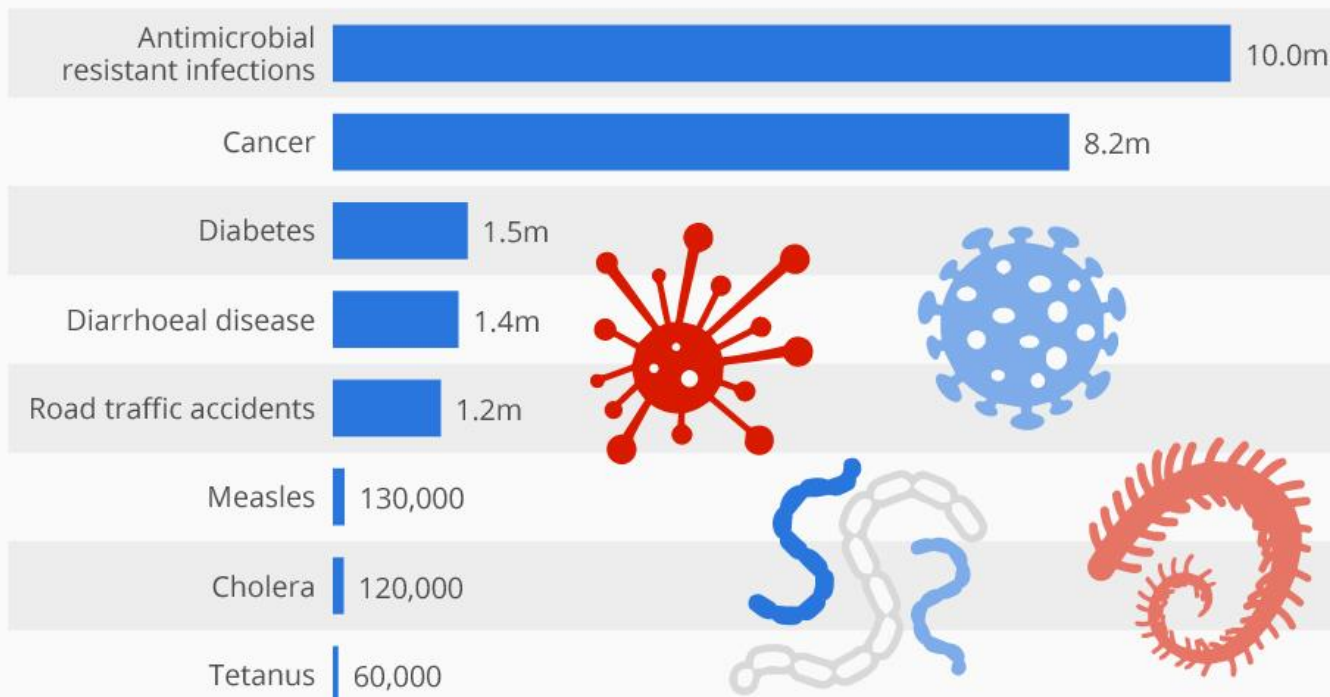 Antimicrobial
resistant infections
10.0m
Cancer
8.2m
Diabetes
1.5m
Diarrhoeal disease
1.4m
Road traffic accidents
1.2m
Measles
130,000
Cholera
120,000
Tetanus
60,000